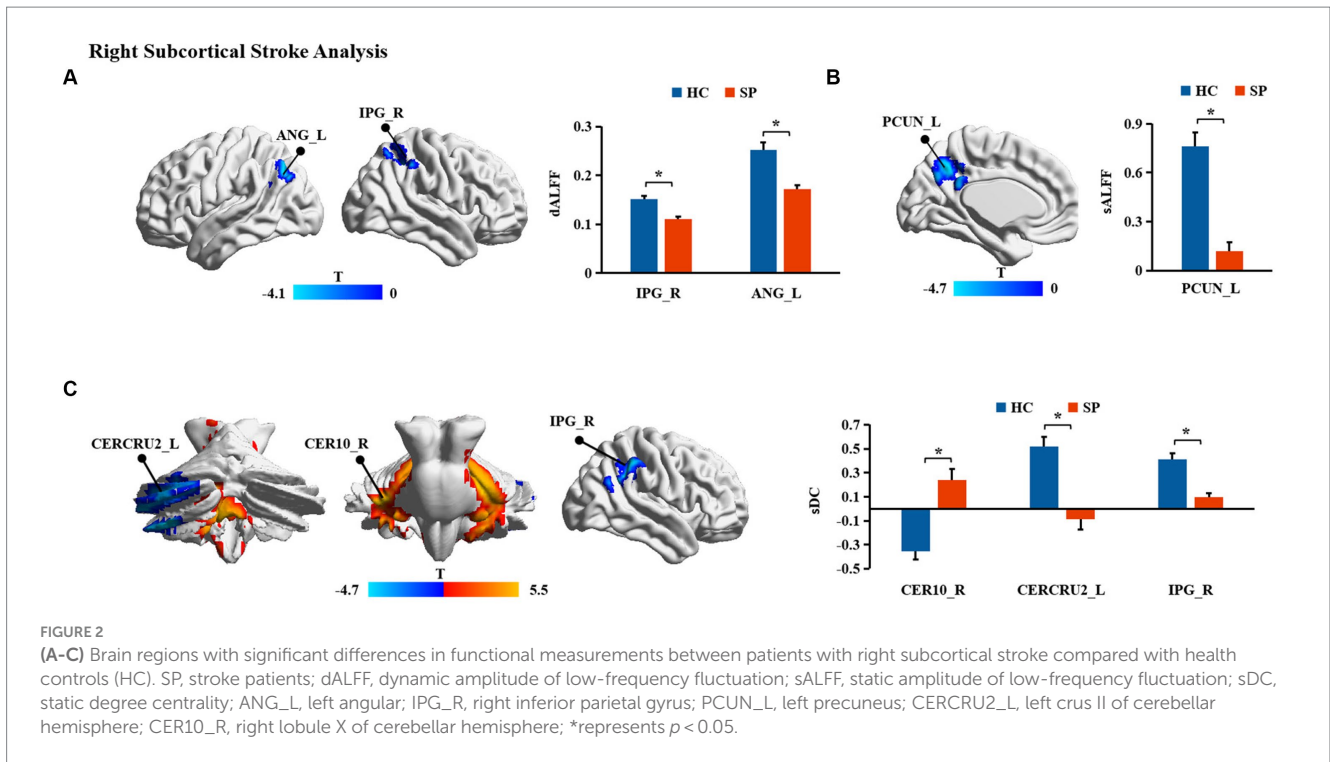 Right Subcortical Stroke Analysis
A
ANG_L
IPG_R
T
-4.1 0
HC SP
dALFF
0.3
0.2
0.1
0
*
*
IPG_R ANG_L
B
PCUN_L
T
-4.7 0
HC SP
sALFF
0.9
0.6
0.3
0
*
PCUN_L
C
CERCRU2_L
CER10_R
IPG_R
T
-4.7 5.5
HC SP
sDC
0.7
0.5
0.3
0.1
-0.1
-0.3
-0.5
*
*
*
CER10_R CERCRU2_L IPG_R
FIGURE 2
(A-C) Brain regions with significant differences in functional measurements between patients with right subcortical stroke compared with health
controls (HC). SP, stroke patients; dALFF, dynamic amplitude of low-frequency fluctuation; sALFF, static amplitude of low-frequency fluctuation; sDC,
static degree centrality; ANG_L, left angular; IPG_R, right inferior parietal gyrus; PCUN_L, left precuneus; CERCRU2_L, left crus II of cerebellar
hemisphere; CER10_R, right lobule X of cerebellar hemisphere; *represents p < 0.05.